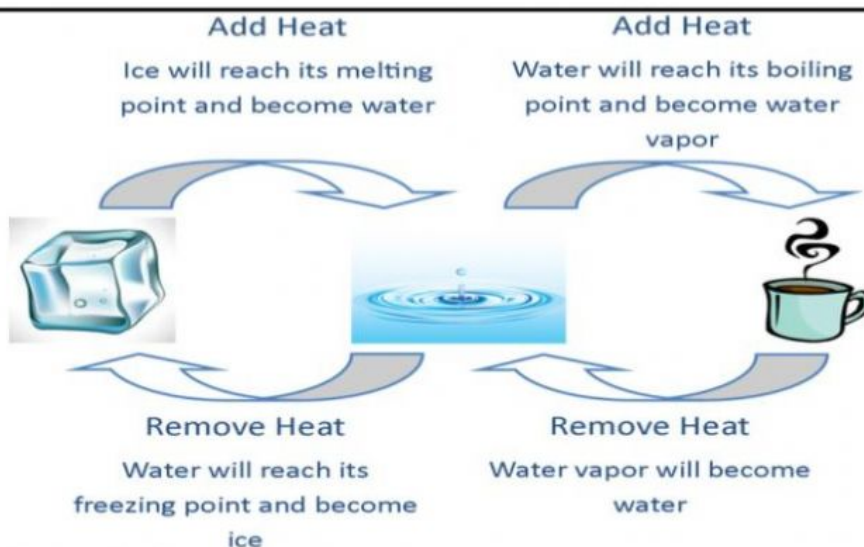 Add Heat
Ice will reach its melting
point and become water
Add Heat
Water will reach its boiling
point and become water
vapor
Remove Heat
Water will reach its
freezing point and become
ice
Remove Heat
Water vapor will become
water